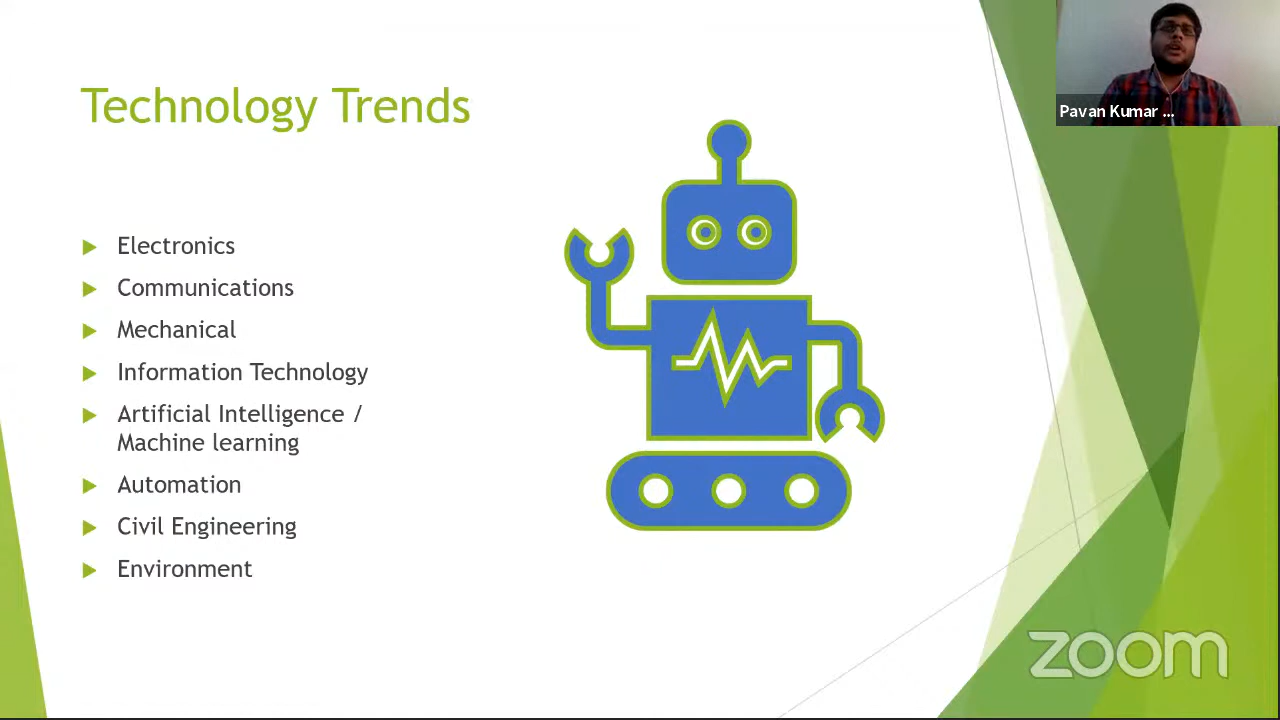 Technology Trends
Electronics
Communications
Mechanical
Information Technology
Artificial Intelligence /
Machine learning
Automation
Civil Engineering
Environment
Pavan Kumar ...
zoom